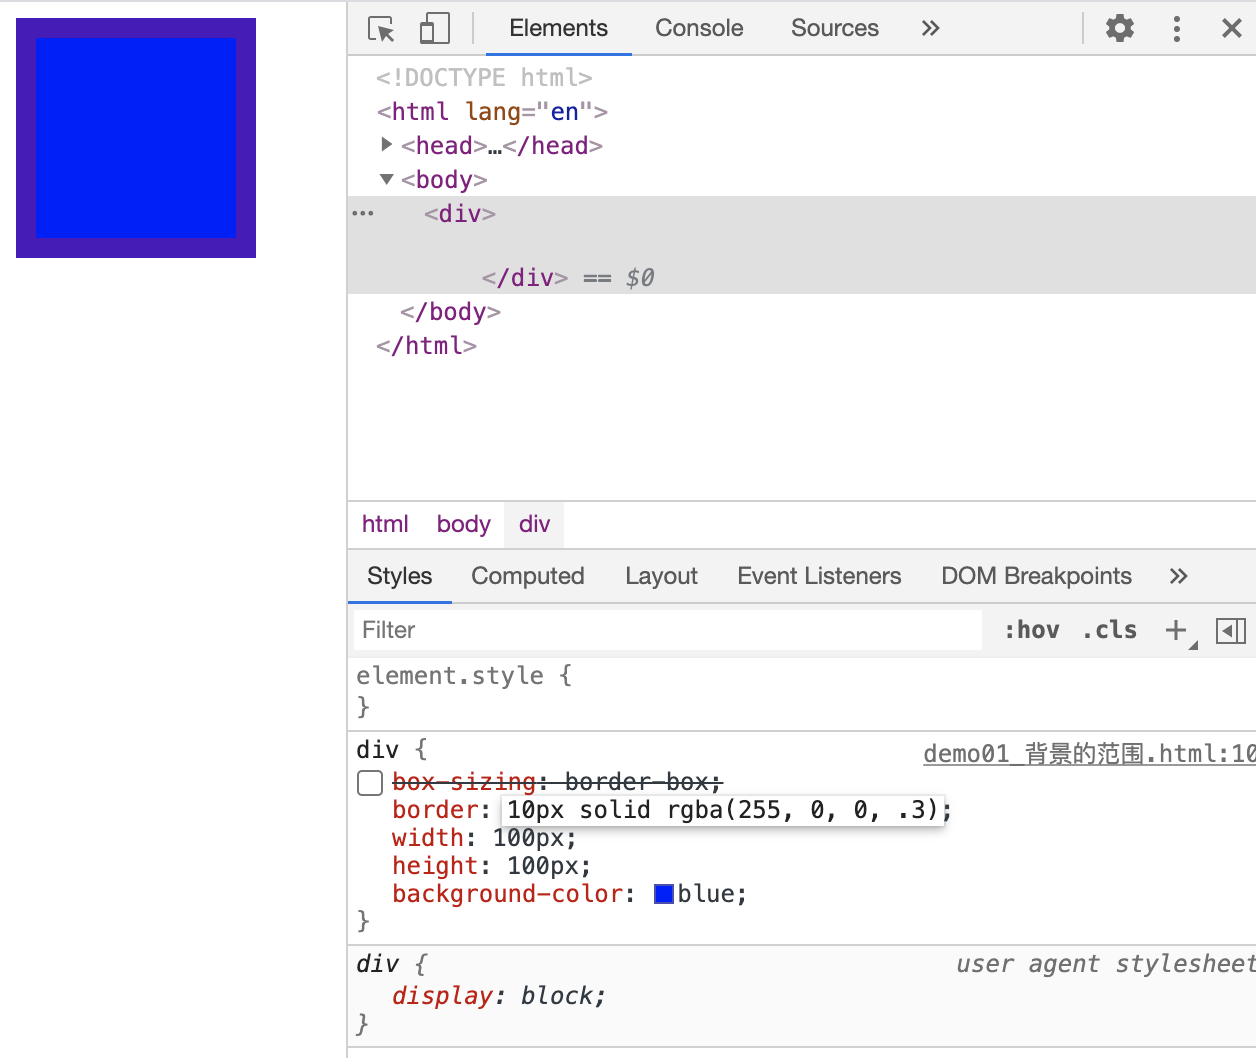 Elements Console Sources »
<!DOCTYPE html>
<html lang="en">
<head>…</head>
<body>
<div>
</div> == $0
</body>
</html>
html body div
Styles Computed Layout Event Listeners DOM Breakpoints »
Filter :hov .cls +
element.style {
}
div { demo01_背景的范围.html:10
box-sizing: border-box;
border: 10px solid rgba(255, 0, 0, .3);
width: 100px;
height: 100px;
background-color: blue;
}
div { user agent stylesheet
display: block;
}